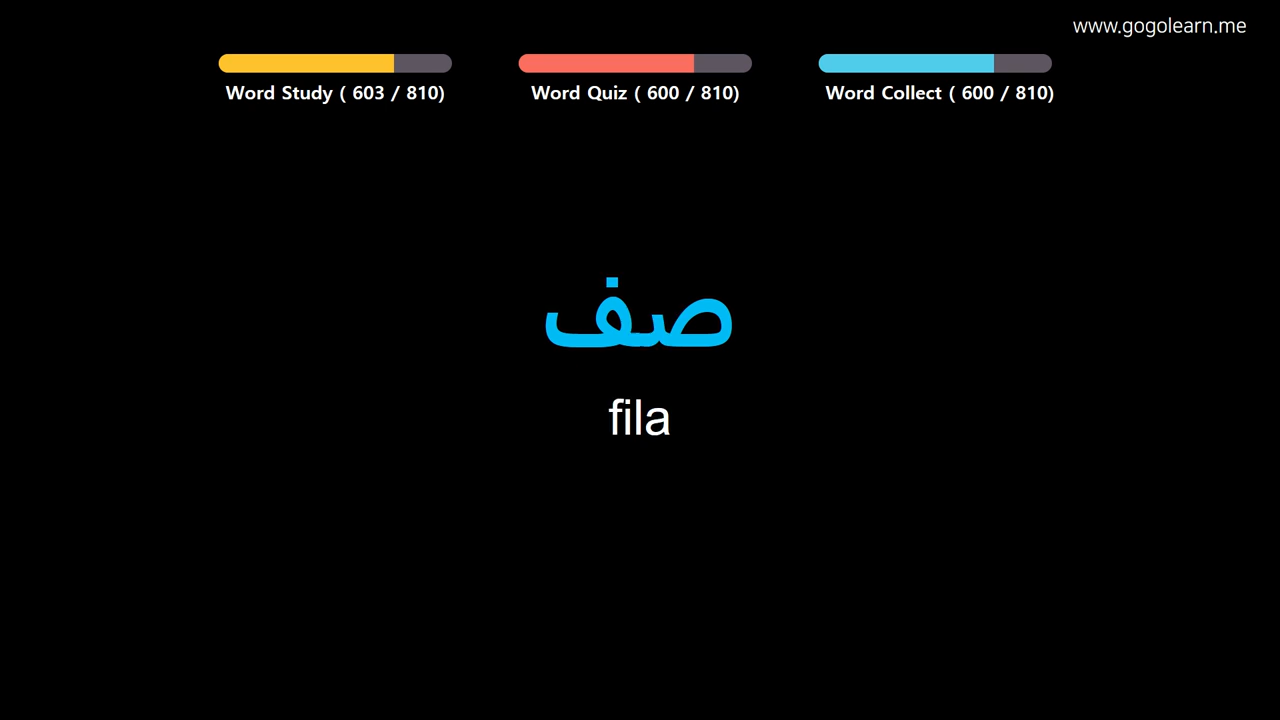 www.gogolearn.me
Word Study ( 603 / 810)
Word Quiz ( 600 / 810)
Word Collect ( 600 / 810)
صف
fila